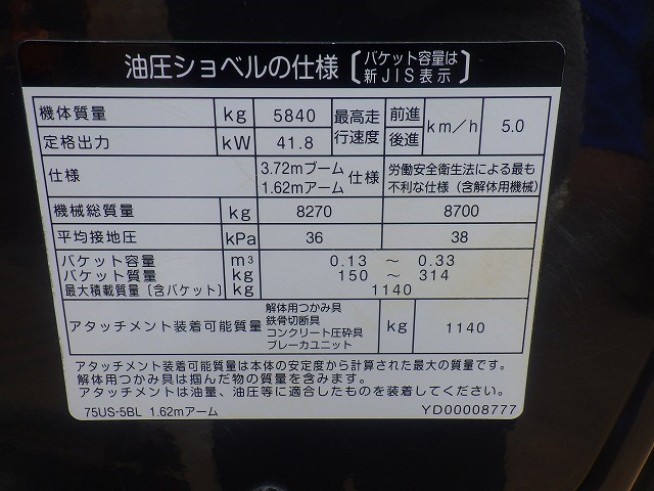 油圧ショベルの仕様〔バケット容量は新JIS表示〕
機体質量 kg 5840 最高走行速度 前進 後進 km/h 5.0
定格出力 kW 41.8
仕様 3.72mブーム 1.62mアーム 仕様 労働安全衛生法による最も不利な仕様(含解体用機械)
機械総質量 kg 8270 8700
平均接地圧 kPa 36 38
バケット容量 m³ 0.13 ～ 0.33
バケット質量 kg 150 ～ 314
最大積載質量(含バケット) kg 1140
アタッチメント装着可能質量 解体用つかみ具 鉄骨切断具 コンクリート圧砕具 ブレーカユニット kg 1140
アタッチメント装着可能質量は本体の安定度から計算された最大の質量です。
解体用つかみ具は掴んだ物の質量を含みます。
アタッチメントは油量、油圧等に適合したものを装着してください。
75US-5BL 1.62mアーム YD00008777